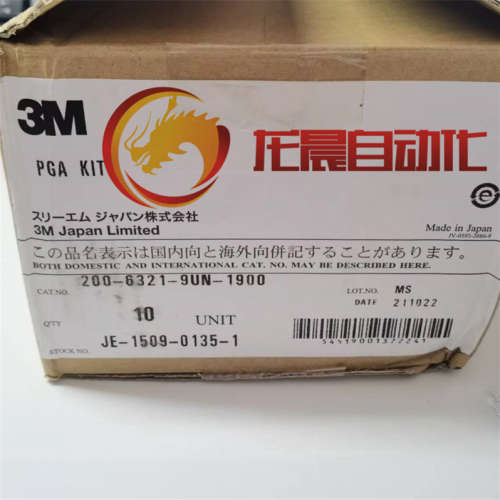 3M
龙晨自动化
PGA KIT
スリーエム ジャパン株式会社
3M Japan Limited
Made in Japan
この品名表示は国内向と海外向併記することがあります。
BOTH DOMESTIC AND INTERNATIONAL CAT. NO. MAY BE DESCRIBED HERE.
CAT.NO. 200-6321-9UN-1900
LOT.NO. MS
DATE 211022
QTY 10 UNIT
STOCK NO. JE-1509-0135-1